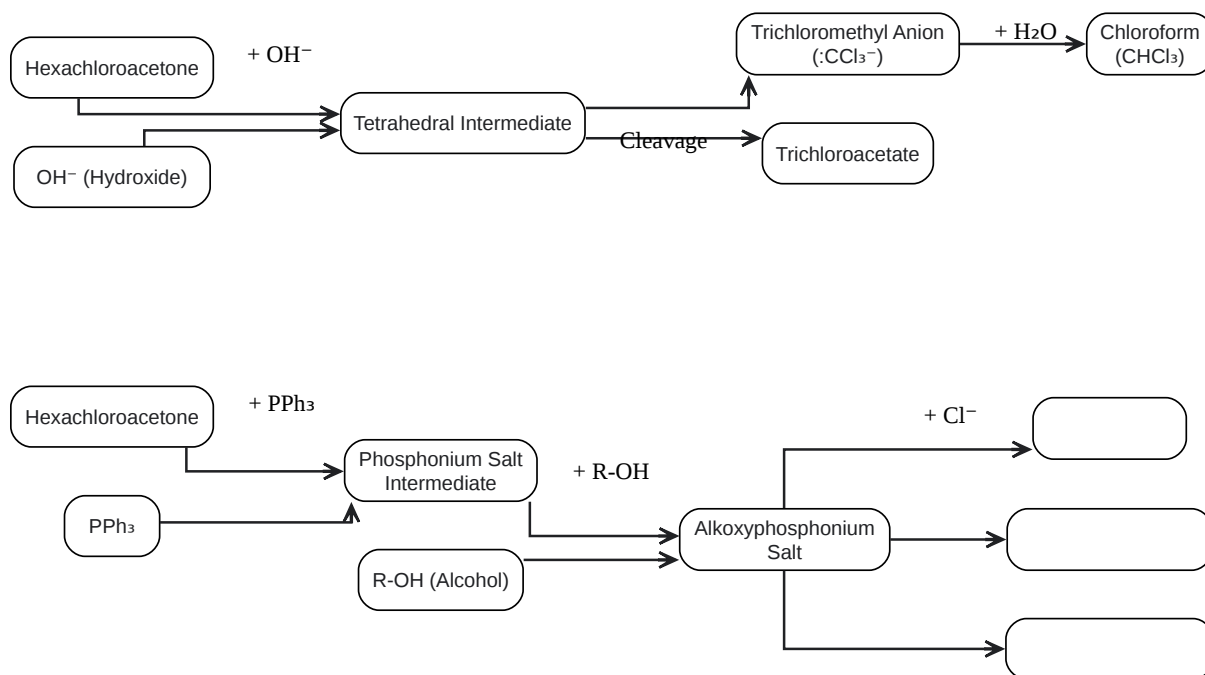 Hexachloroacetone
+ OH⁻
OH⁻ (Hydroxide)
Tetrahedral Intermediate
Cleavage
Trichloromethyl Anion
(:CCl₃⁻)
+ H₂O
Chloroform
(CHCl₃)
Trichloroacetate
Hexachloroacetone
+ PPh₃
PPh₃
Phosphonium Salt
Intermediate
+ R-OH
R-OH (Alcohol)
Alkoxyphosphonium
Salt
+ Cl⁻